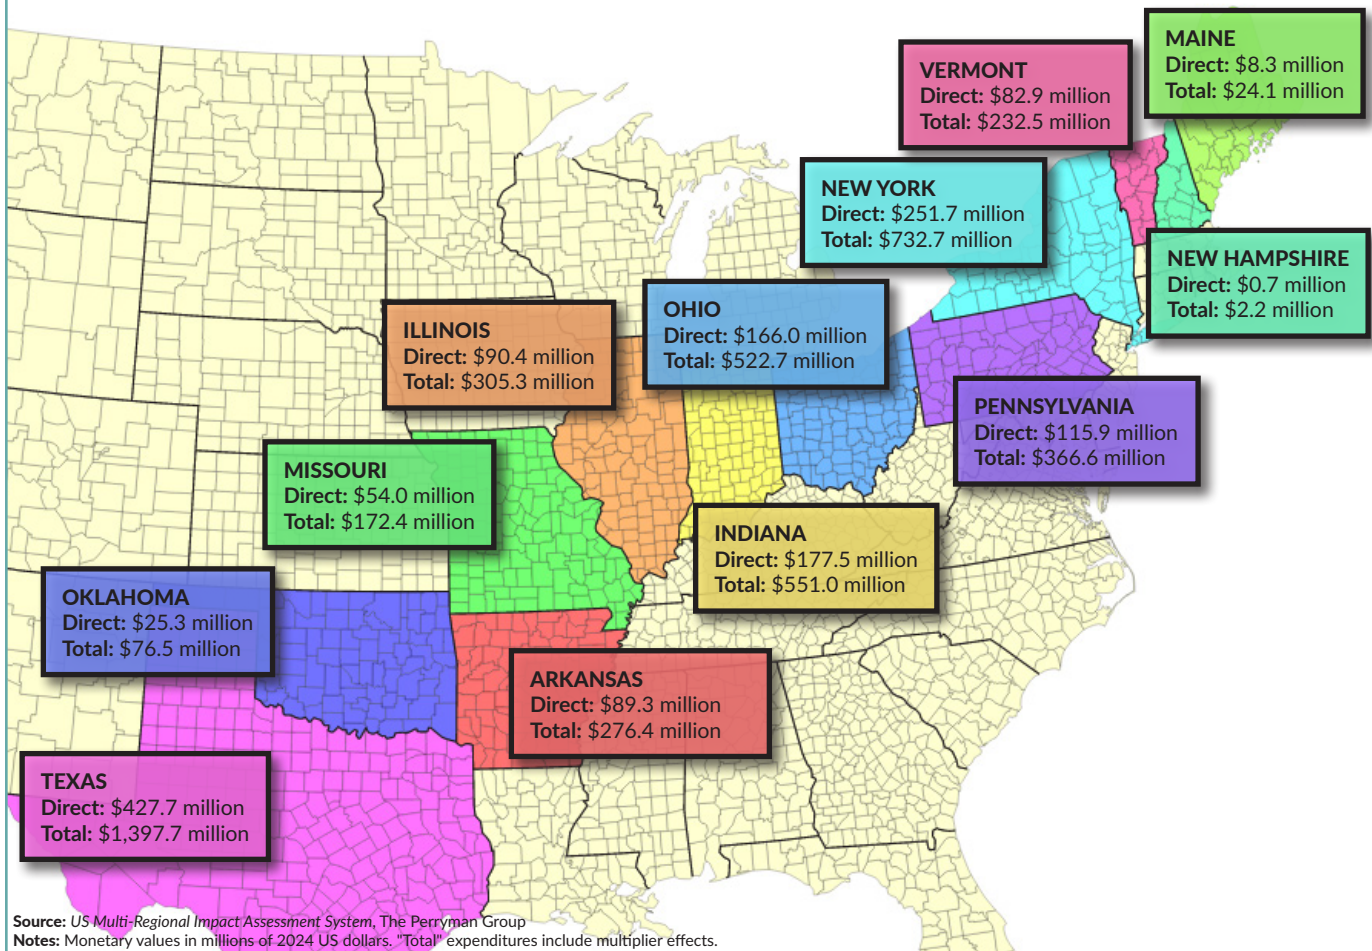 MAINE
Direct: $8.3 million
Total: $24.1 million
VERMONT
Direct: $82.9 million
Total: $232.5 million
NEW YORK
Direct: $251.7 million
Total: $732.7 million
NEW HAMPSHIRE
Direct: $0.7 million
Total: $2.2 million
OHIO
Direct: $166.0 million
Total: $522.7 million
ILLINOIS
Direct: $90.4 million
Total: $305.3 million
PENNSYLVANIA
Direct: $115.9 million
Total: $366.6 million
MISSOURI
Direct: $54.0 million
Total: $172.4 million
INDIANA
Direct: $177.5 million
Total: $551.0 million
OKLAHOMA
Direct: $25.3 million
Total: $76.5 million
ARKANSAS
Direct: $89.3 million
Total: $276.4 million
TEXAS
Direct: $427.7 million
Total: $1,397.7 million
Source: US Multi-Regional Impact Assessment System, The Perryman Group
Notes: Monetary values in millions of 2024 US dollars. "Total" expenditures include multiplier effects.